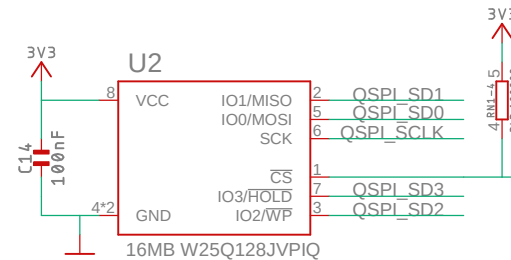 3V3
3V3
U2
8 VCC IO1/MISO 2 QSPI_SD1
IO0/MOSI 5 QSPI_SD0
SCK 6 QSPI_SCLK
C14
100nF
RN1-4
5
4
CS 1
IO3/HOLD 7 QSPI_SD3
4*2 GND IO2/WP 3 QSPI_SD2
16MB W25Q128JVPIQ